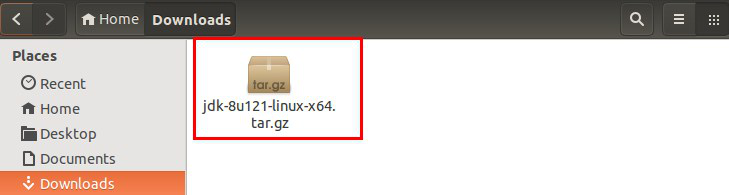 Home Downloads
Places
Recent
Home
Desktop
Documents
Downloads
tar.gz
jdk-8u121-linux-x64.
tar.gz